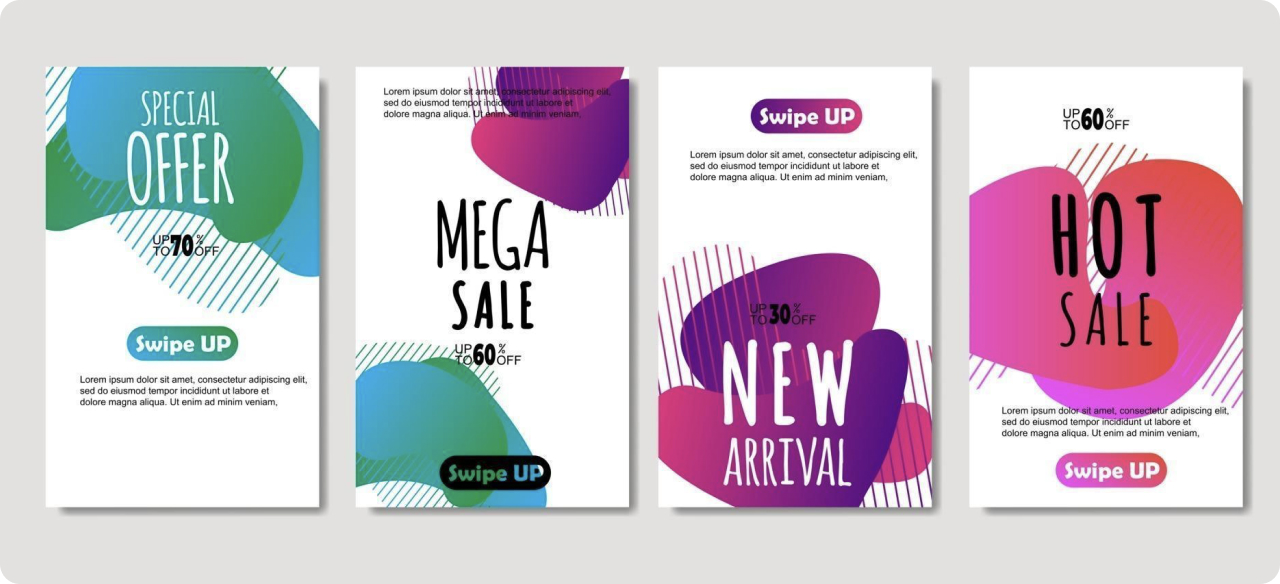 SPECIAL
OFFER
UP TO 70 % OFF
Swipe UP
Lorem ipsum dolor sit amet, consectetur adipiscing elit,
sed do eiusmod tempor incididunt ut labore et
dolore magna aliqua. Ut enim ad minim veniam,
Lorem ipsum dolor sit amet, consectetur adipiscing elit,
sed do eiusmod tempor incididunt ut labore et
dolore magna aliqua. Ut enim ad minim veniam,
MEGA
SALE
UP TO 60 % OFF
Swipe UP
Swipe UP
Lorem ipsum dolor sit amet, consectetur adipiscing elit,
sed do eiusmod tempor incididunt ut labore et
dolore magna aliqua. Ut enim ad minim veniam,
UP TO 30 % OFF
NEW
ARRIVAL
UP TO 60 % OFF
HOT
SALE
Lorem ipsum dolor sit amet, consectetur adipiscing elit,
sed do eiusmod tempor incididunt ut labore et
dolore magna aliqua. Ut enim ad minim veniam,
Swipe UP